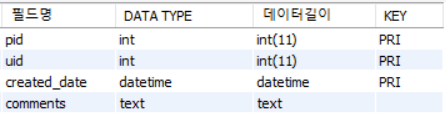 필드명 DATA TYPE 데이터길이 KEY
pid int int(11) PRI
uid int int(11) PRI
created_date datetime datetime PRI
comments text text